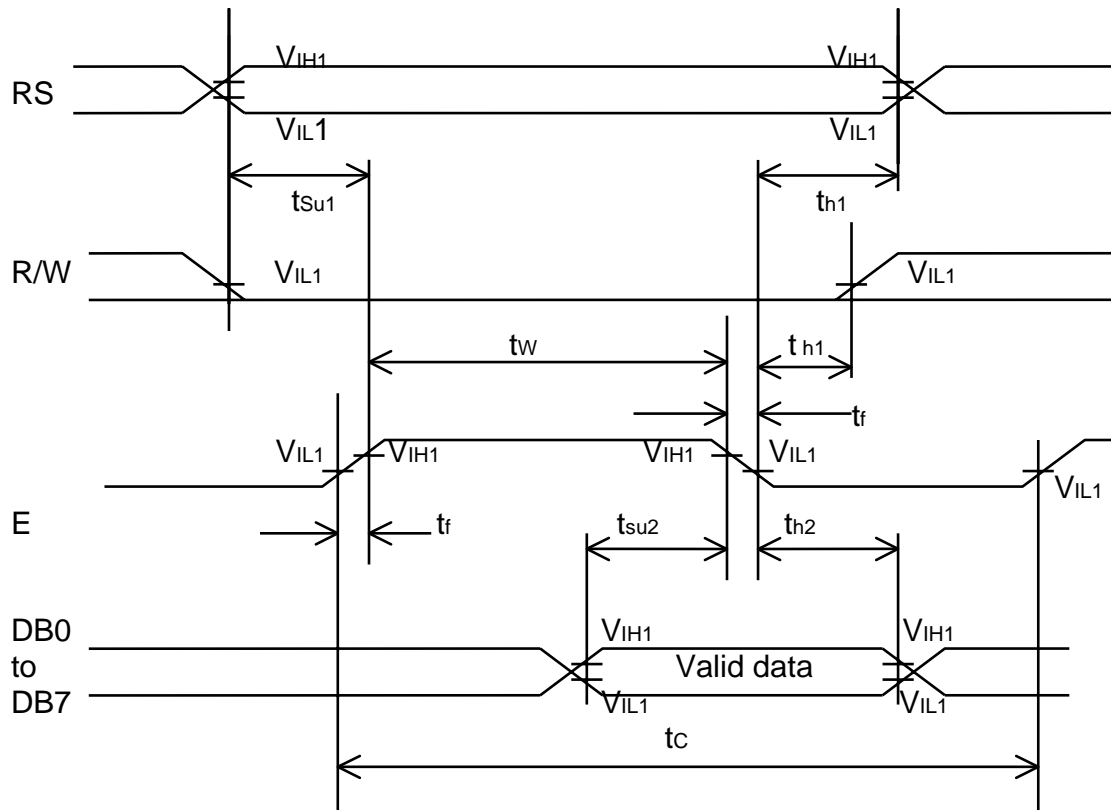 VIH1 VIH1
RS
VIL1 VIL1
tSu1 th1
R/W VIL1 VIL1
tW th1
tf
VIL1 VIH1 VIH1 VIL1 VIL1
E tf tsu2 th2
DB0 VIH1 VIH1
to Valid data
DB7 VIL1 VIL1
tC